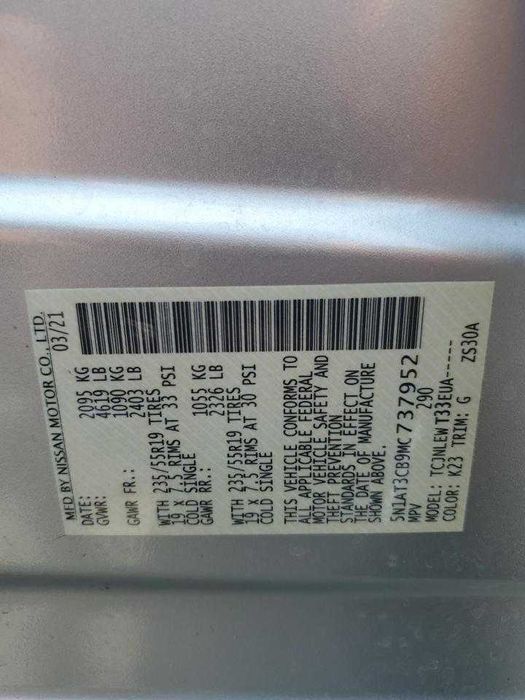 MFD BY NISSAN MOTOR CO., LTD.
DATE: 03/21
GVWR: 2095 KG
4619 LB
GAWR FR.: 1090 KG
2403 LB
WITH 235/55R19 TIRES
19 X 7.5 RIMS AT 33 PSI
COLD SINGLE
GAWR RR.: 1055 KG
2326 LB
WITH 235/55R19 TIRES
19 X 7.5 RIMS AT 30 PSI
COLD SINGLE
THIS VEHICLE CONFORMS TO
ALL APPLICABLE FEDERAL
MOTOR VEHICLE SAFETY AND
THEFT PREVENTION
STANDARDS IN EFFECT ON
THE DATE OF MANUFACTURE
SHOWN ABOVE.
5N1AT3CB9MC737952
MPV 290
MODEL: TCJNLEWT33EUA-----
COLOR: K23 TRIM: G ZS30A